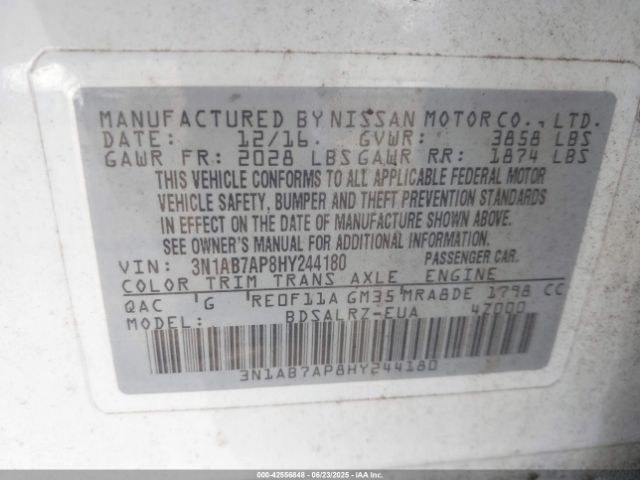 MANUFACTURED BY NISSAN MOTOR CO., LTD.
DATE: 12/16. GVWR: 3858 LBS
GAWR FR: 2028 LBS GAWR RR: 1874 LBS
THIS VEHICLE CONFORMS TO ALL APPLICABLE FEDERAL MOTOR
VEHICLE SAFETY, BUMPER AND THEFT PREVENTION STANDARDS
IN EFFECT ON THE DATE OF MANUFACTURE SHOWN ABOVE.
SEE OWNER'S MANUAL FOR ADDITIONAL INFORMATION.
VIN: 3N1AB7AP8HY244180 PASSENGER CAR.
COLOR TRIM TRANS AXLE ENGINE
QAC G RE0F11A GM35 MRA8DE 1798 CC
MODEL: BDSALRZ-EUA 4Z000
3N1AB7AP8HY244180
000-42556848 - 06/23/2025 - IAAI.com